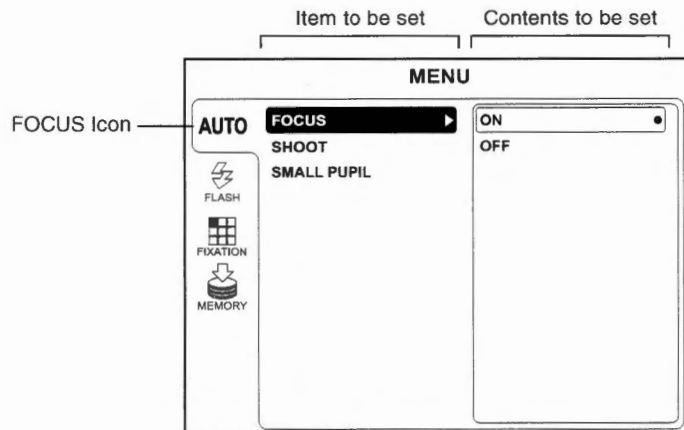 Item to be set
Contents to be set
MENU
FOCUS Icon
AUTO
FOCUS
ON
SHOOT
OFF
SMALL PUPIL
FLASH
FIXATION
MEMORY